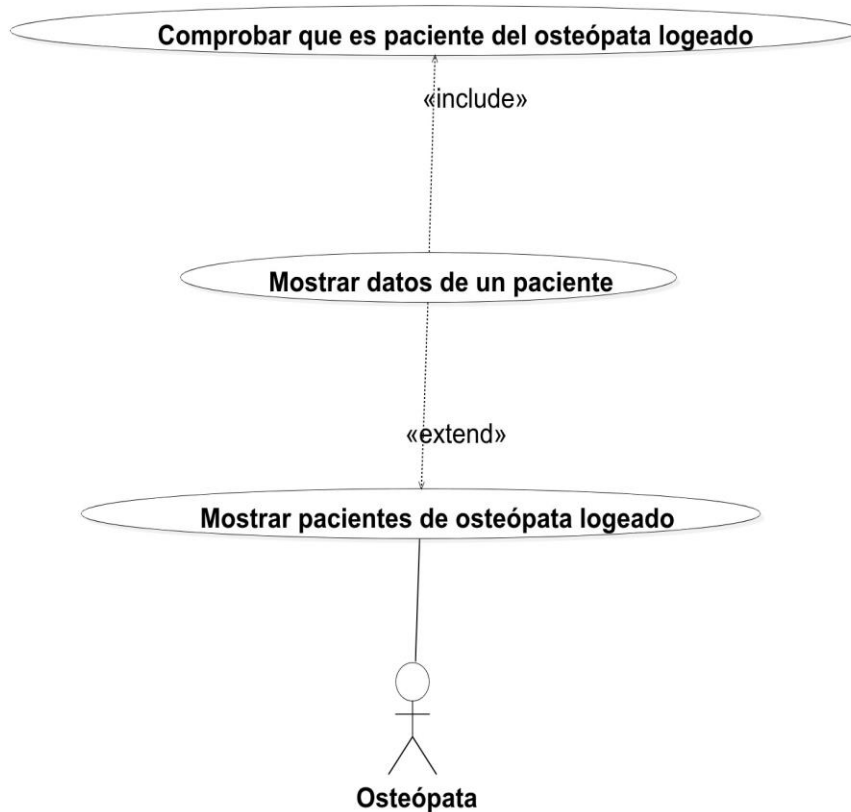 Comprobar que es paciente del osteópata logeado
«include»
Mostrar datos de un paciente
«extend»
Mostrar pacientes de osteópata logeado
Osteópata